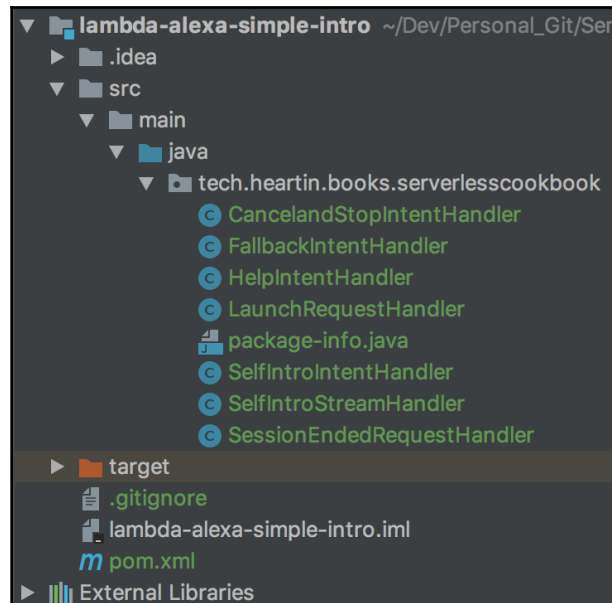 lambda-alexa-simple-intro ~/Dev/Personal_Git/Ser
.idea
src
main
java
tech.heartin.books.serverlesscookbook
CancelandStopIntentHandler
FallbackIntentHandler
HelpIntentHandler
LaunchRequestHandler
package-info.java
SelfIntroIntentHandler
SelfIntroStreamHandler
SessionEndedRequestHandler
target
.gitignore
lambda-alexa-simple-intro.iml
pom.xml
External Libraries